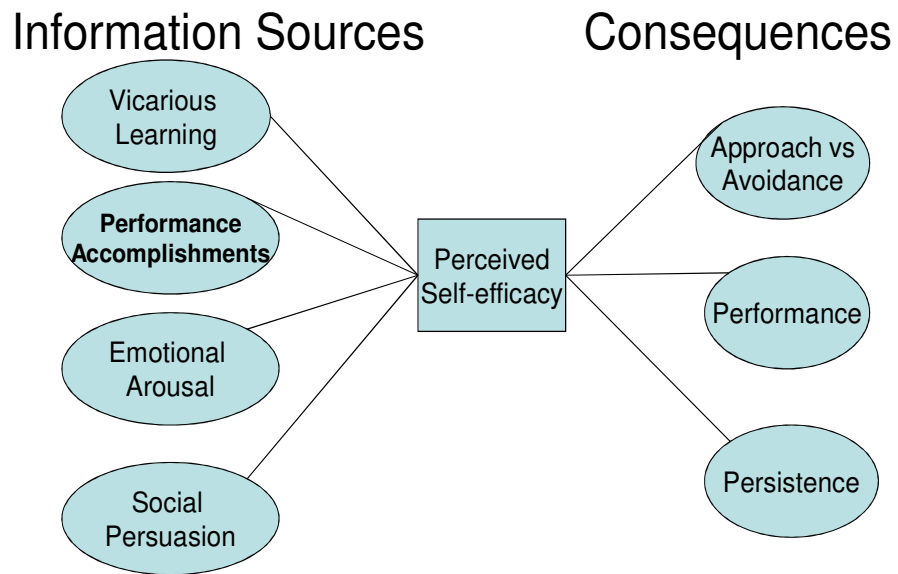 Information Sources
Consequences
Vicarious
Learning
Performance
Accomplishments
Emotional
Arousal
Social
Persuasion
Perceived
Self-efficacy
Approach vs
Avoidance
Performance
Persistence